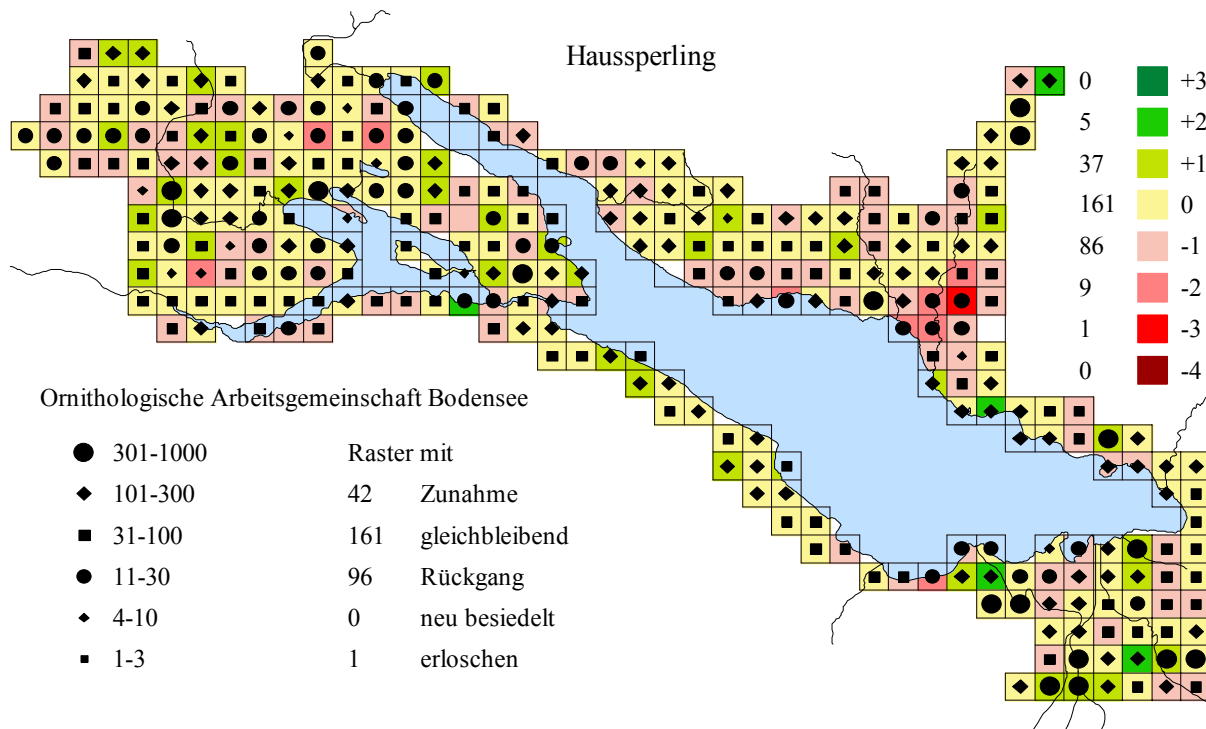 Haussperling
0 +3
5 +2
37 +1
161 0
86 -1
9 -2
1 -3
0 -4
Ornithologische Arbeitsgemeinschaft Bodensee
301-1000 Raster mit
101-300 42 Zunahme
31-100 161 gleichbleibend
11-30 96 Rückgang
4-10 0 neu besiedelt
1-3 1 erloschen